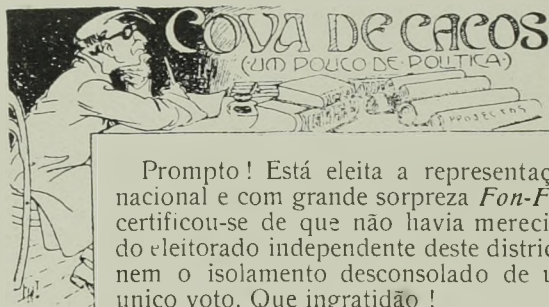 COVA DE CACOS
(UM POUCO DE POLITICA)
PROJECTOS
Prompto! Está eleita a representaç
nacional e com grande sorpreza Fon-F
certificou-se de que não havia mereci
do eleitorado independente deste distric
nem o isolamento desconsolado de u
unico voto. Que ingratidão !